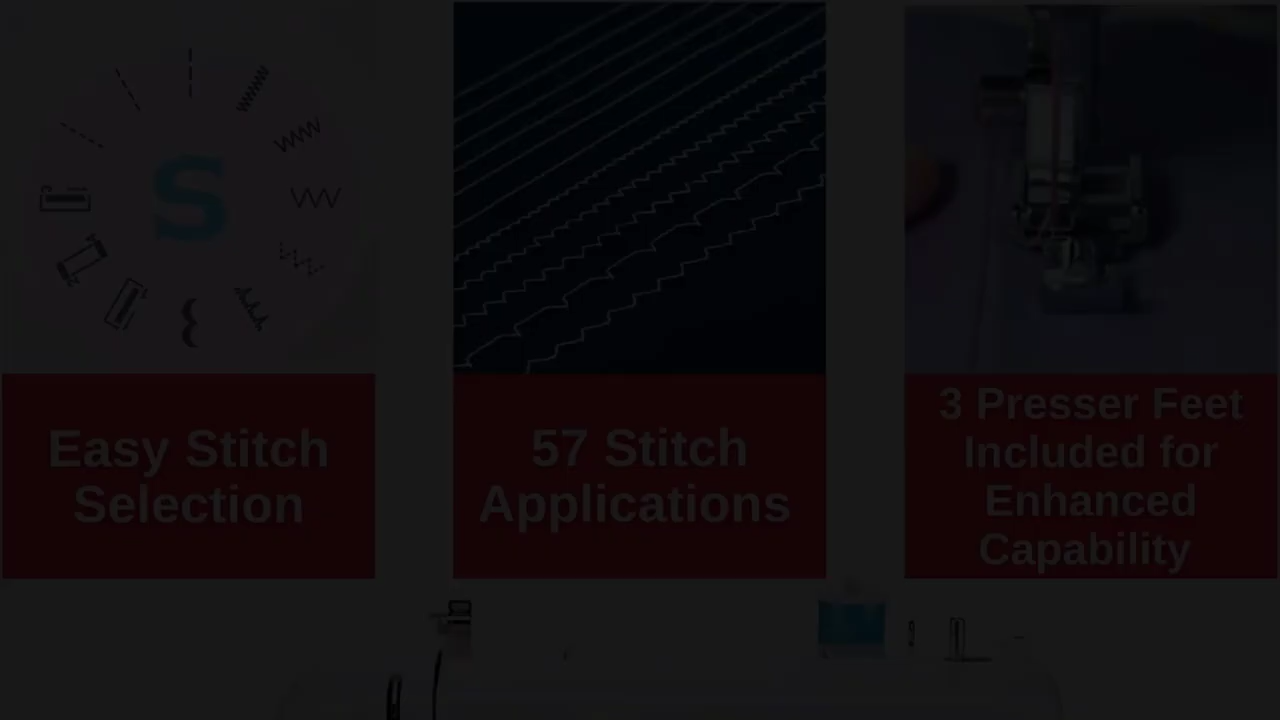 S
Easy Stitch
Selection
57 Stitch
Applications
3 Presser Feet
Included for
Enhanced
Capability